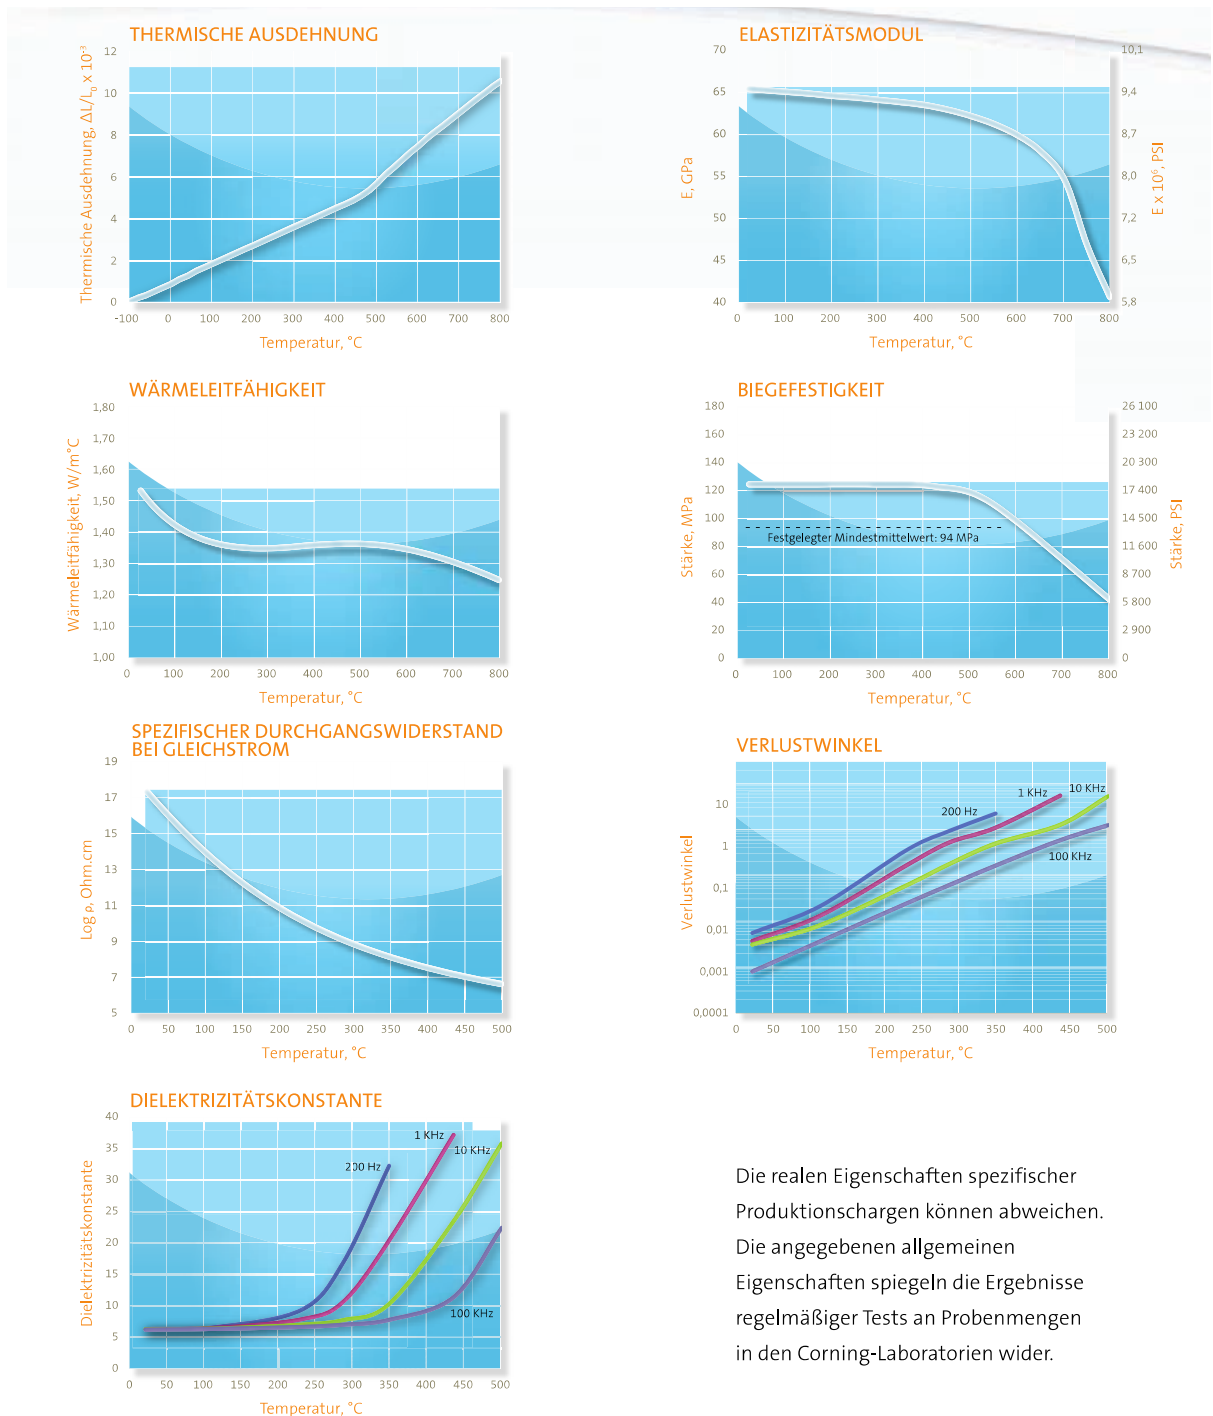 THERMISCHE AUSDEHNUNG
Thermische Ausdehnung, ΔL/L₀ x 10⁻³
12
10
8
6
4
2
0
-100 0 100 200 300 400 500 600 700 800
Temperatur, °C
ELASTIZITÄTSMODUL
E, GPa
70
65
60
55
50
45
40
10,1
9,4
8,7
8,0
7,2
6,5
5,8
E x 10⁶, PSI
0 100 200 300 400 500 600 700 800
Temperatur, °C
WÄRMELEITFÄHIGKEIT
Wärmeleitfähigkeit, W/m°C
1,80
1,70
1,60
1,50
1,40
1,30
1,20
1,10
1,00
0 100 200 300 400 500 600 700 800
Temperatur, °C
BIEGEFESTIGKEIT
Stärke, MPa
180
160
140
120
100
80
60
40
20
0
Festgelegter Mindestmittelwert: 94 MPa
26 100
23 200
20 300
17 400
14 500
11 600
8 700
5 800
2 900
0
Stärke, PSI
0 100 200 300 400 500 600 700 800
Temperatur, °C
SPEZIFISCHER DURCHGANGSWIDERSTAND
BEI GLEICHSTROM
Log ρ, Ohm.cm
19
17
15
13
11
9
7
5
0 50 100 150 200 250 300 350 400 450 500
Temperatur, °C
VERLUSTWINKEL
Verlustwinkel
10
1
0,1
0,01
0,001
0,0001
200 Hz
1 KHz
10 KHz
100 KHz
0 50 100 150 200 250 300 350 400 450 500
Temperatur, °C
DIELEKTRIZITÄTSKONSTANTE
Dielektrizitätskonstante
40
35
30
25
20
15
10
5
0
200 Hz
1 KHz
10 KHz
100 KHz
0 50 100 150 200 250 300 350 400 450 500
Temperatur, °C
Die realen Eigenschaften spezifischer
Produktionschargen können abweichen.
Die angegebenen allgemeinen
Eigenschaften spiegeln die Ergebnisse
regelmäßiger Tests an Probenmengen
in den Corning-Laboratorien wider.